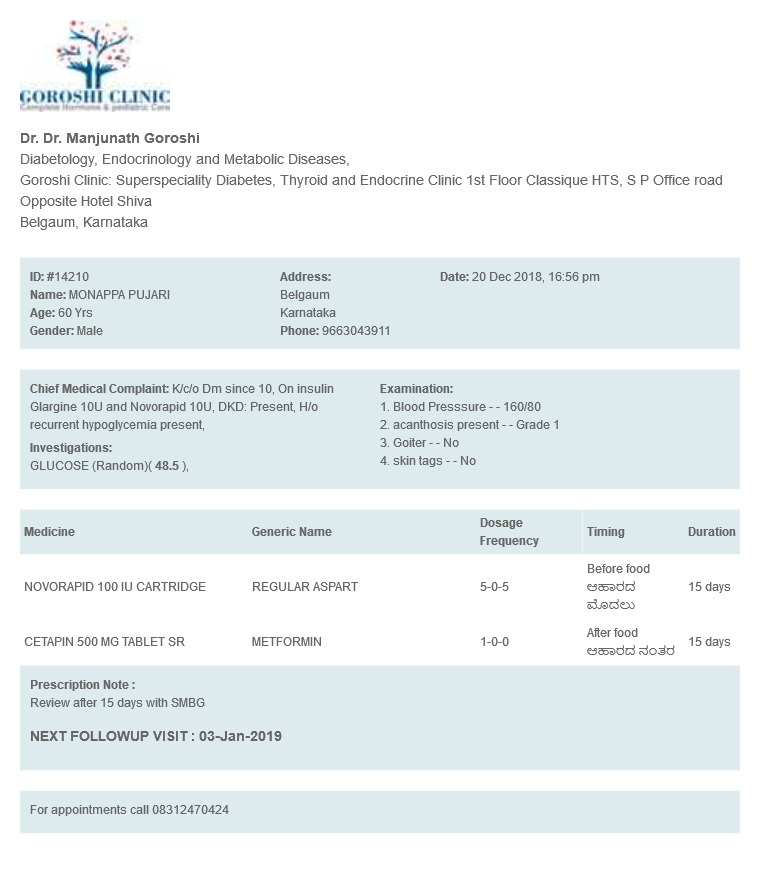 GOROSHI CLINIC
Complete Hormone & pediatric Care
Dr. Dr. Manjunath Goroshi
Diabetology, Endocrinology and Metabolic Diseases,
Goroshi Clinic: Superspeciality Diabetes, Thyroid and Endocrine Clinic 1st Floor Classique HTS, S P Office road
Opposite Hotel Shiva
Belgaum, Karnataka
ID: #14210
Name: MONAPPA PUJARI
Age: 60 Yrs
Gender: Male
Address:
Belgaum
Karnataka
Phone: 9663043911
Date: 20 Dec 2018, 16:56 pm
Chief Medical Complaint: K/c/o Dm since 10, On insulin
Glargine 10U and Novorapid 10U, DKD: Present, H/o
recurrent hypoglycemia present,
Investigations:
GLUCOSE (Random)( 48.5 ),
Examination:
1. Blood Presssure - - 160/80
2. acanthosis present - - Grade 1
3. Goiter - - No
4. skin tags - - No
Medicine Generic Name Dosage Frequency Timing Duration
NOVORAPID 100 IU CARTRIDGE REGULAR ASPART 5-0-5 Before food ಆಹಾರದ ಮೊದಲು 15 days
CETAPIN 500 MG TABLET SR METFORMIN 1-0-0 After food ಆಹಾರದ ನಂತರ 15 days
Prescription Note :
Review after 15 days with SMBG
NEXT FOLLOWUP VISIT : 03-Jan-2019
For appointments call 08312470424